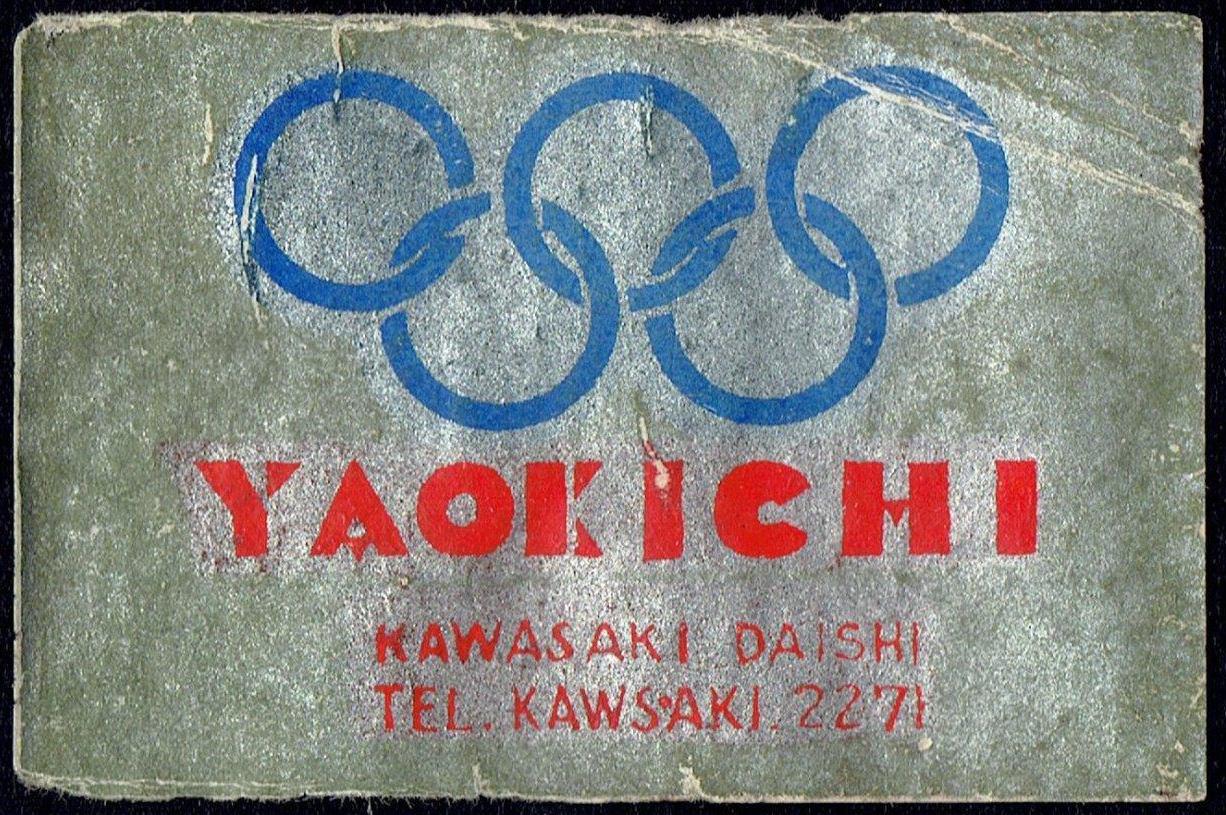 YAOKICHI
KAWASAKI DAISHI
TEL. KAWSAKI. 2271